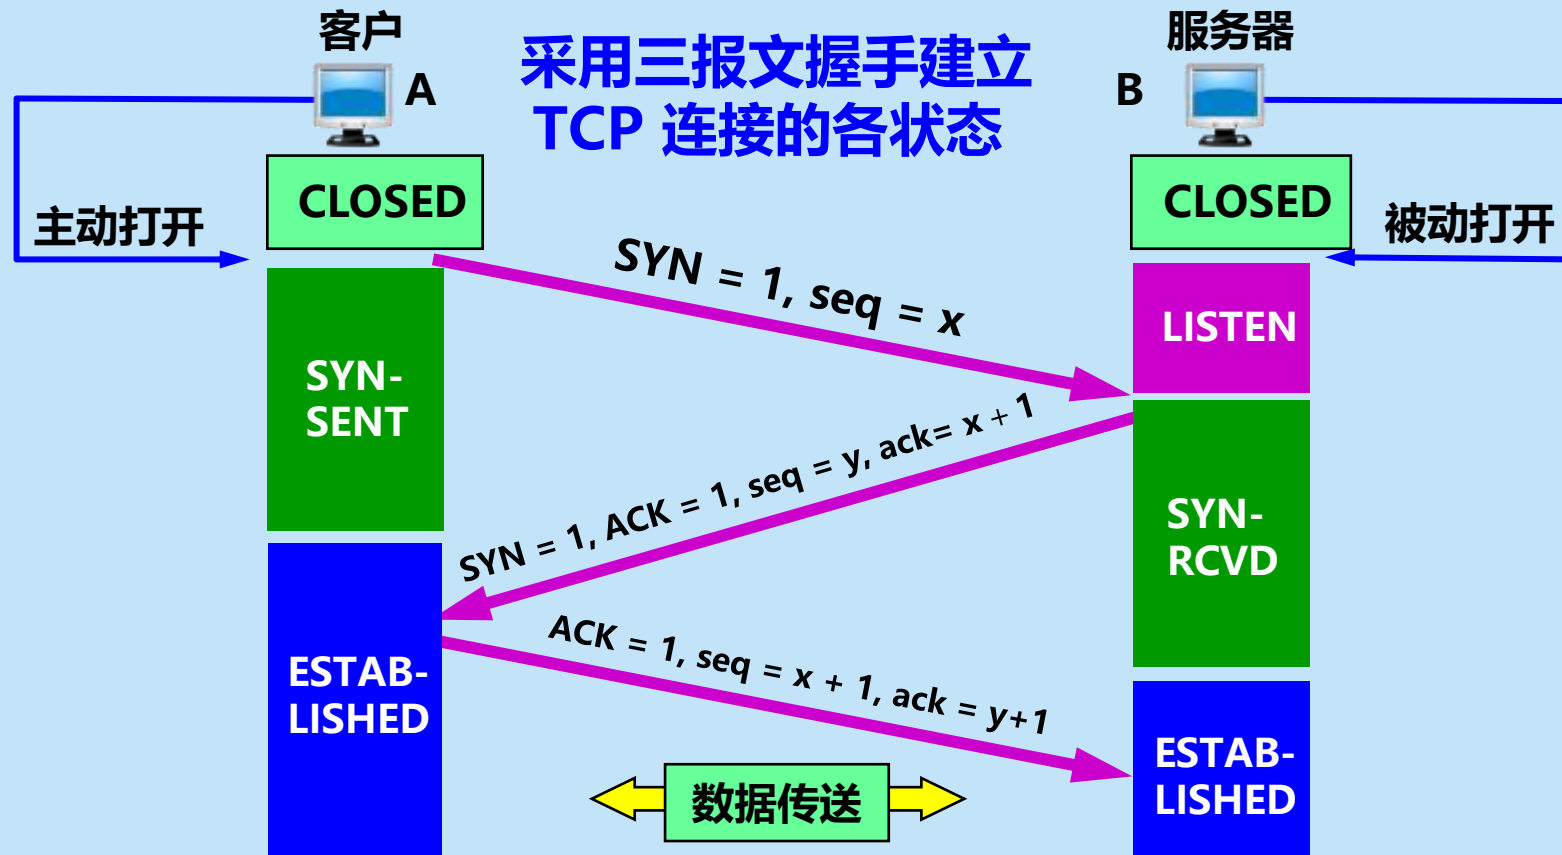 客户
服务器
采用三报文握手建立
TCP 连接的各状态
A
B
CLOSED
CLOSED
主动打开
被动打开
SYN = 1, seq = x
LISTEN
SYN-
SENT
SYN = 1, ACK = 1, seq = y, ack= x + 1
SYN-
RCVD
ACK = 1, seq = x + 1, ack = y+1
ESTAB-
LISHED
ESTAB-
LISHED
数据传送